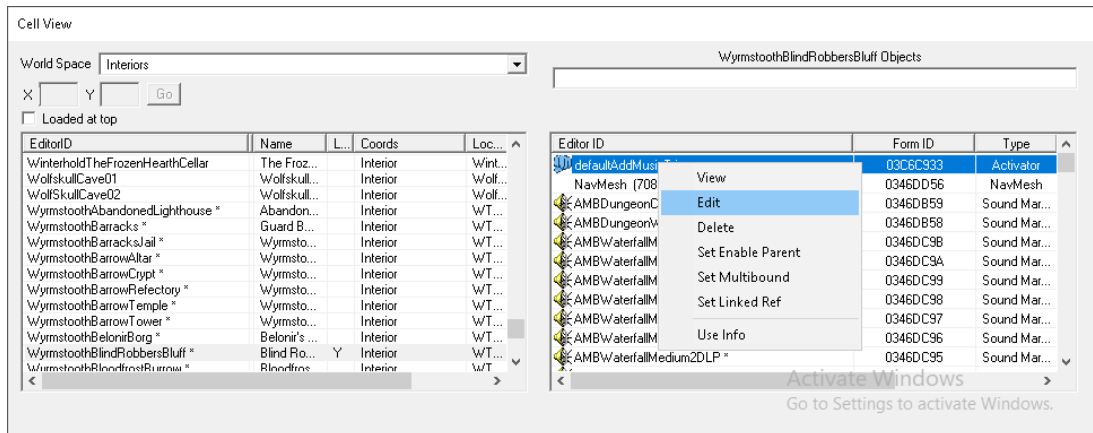 Cell View
World Space Interiors
WyrmstoothBlindRobbersBluff Objects
X Y Go
Loaded at top
EditorID Name L... Coords Loc...
WinterholdTheFrozenHearthCellar The Froz... Interior Wint...
WolfskullCave01 Wolfskull... Interior Wolf...
WolfSkullCave02 Wolfskull... Interior Wolf...
WyrmstoothAbandonedLighthouse * Abandon... Interior WT...
WyrmstoothBarracks * Guard B... Interior WT...
WyrmstoothBarracksJail * Wyrmsto... Interior WT...
WyrmstoothBarrowAltar * Wyrmsto... Interior WT...
WyrmstoothBarrowCrypt * Wyrmsto... Interior WT...
WyrmstoothBarrowRefectory * Wyrmsto... Interior WT...
WyrmstoothBarrowTemple * Wyrmsto... Interior WT...
WyrmstoothBarrowTower * Wyrmsto... Interior WT...
WyrmstoothBelonirBorg * Belonir's ... Interior WT...
WyrmstoothBlindRobbersBluff * Blind Ro... Y Interior WT...
WyrmstoothBloodfrostBurrow * Bloodfros... Interior WT...
Editor ID Form ID Type
defaultAddMusicTri 03C6C933 Activator
NavMesh (708 0346DD56 NavMesh
AMBDungeonC 0346DB59 Sound Mar...
AMBDungeonW 0346DB58 Sound Mar...
AMBWaterfallM 0346DC9B Sound Mar...
AMBWaterfallM 0346DC9A Sound Mar...
AMBWaterfallM 0346DC99 Sound Mar...
AMBWaterfallM 0346DC98 Sound Mar...
AMBWaterfallM 0346DC97 Sound Mar...
AMBWaterfallM 0346DC96 Sound Mar...
AMBWaterfallMedium2DLP * 0346DC95 Sound Mar...
View
Edit
Delete
Set Enable Parent
Set Multibound
Set Linked Ref
Use Info
Activate Windows
Go to Settings to activate Windows.